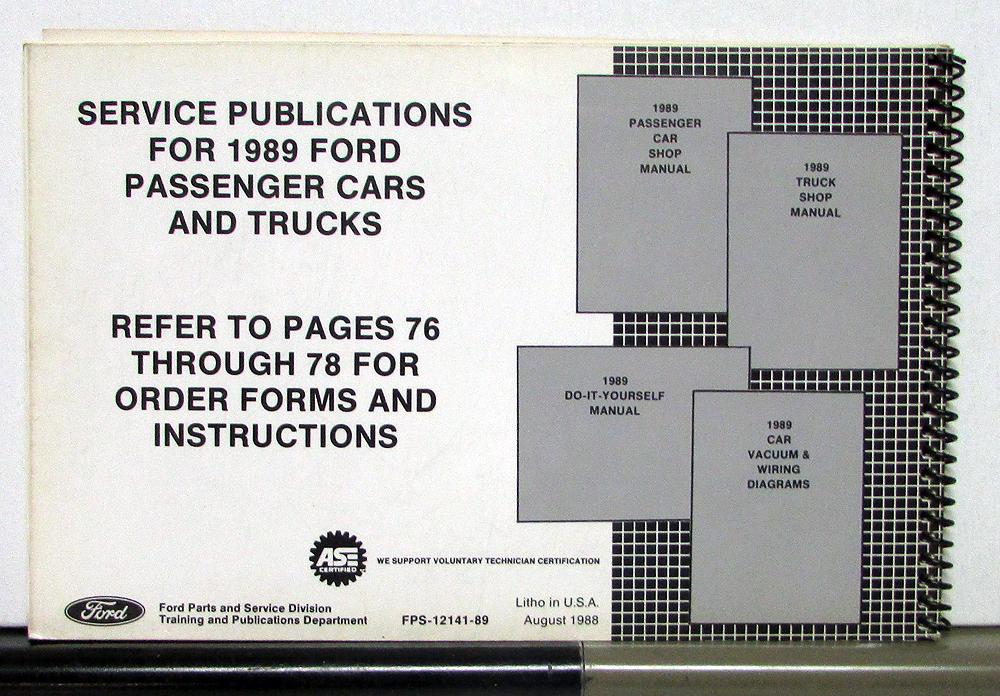 SERVICE PUBLICATIONS
FOR 1989 FORD
PASSENGER CARS
AND TRUCKS
REFER TO PAGES 76
THROUGH 78 FOR
ORDER FORMS AND
INSTRUCTIONS
1989
PASSENGER
CAR
SHOP
MANUAL
1989
TRUCK
SHOP
MANUAL
1989
DO-IT-YOURSELF
MANUAL
1989
CAR
VACUUM &
WIRING
DIAGRAMS
ASE
CERTIFIED
WE SUPPORT VOLUNTARY TECHNICIAN CERTIFICATION
Ford
Ford Parts and Service Division
Training and Publications Department
FPS-12141-89
Litho in U.S.A.
August 1988